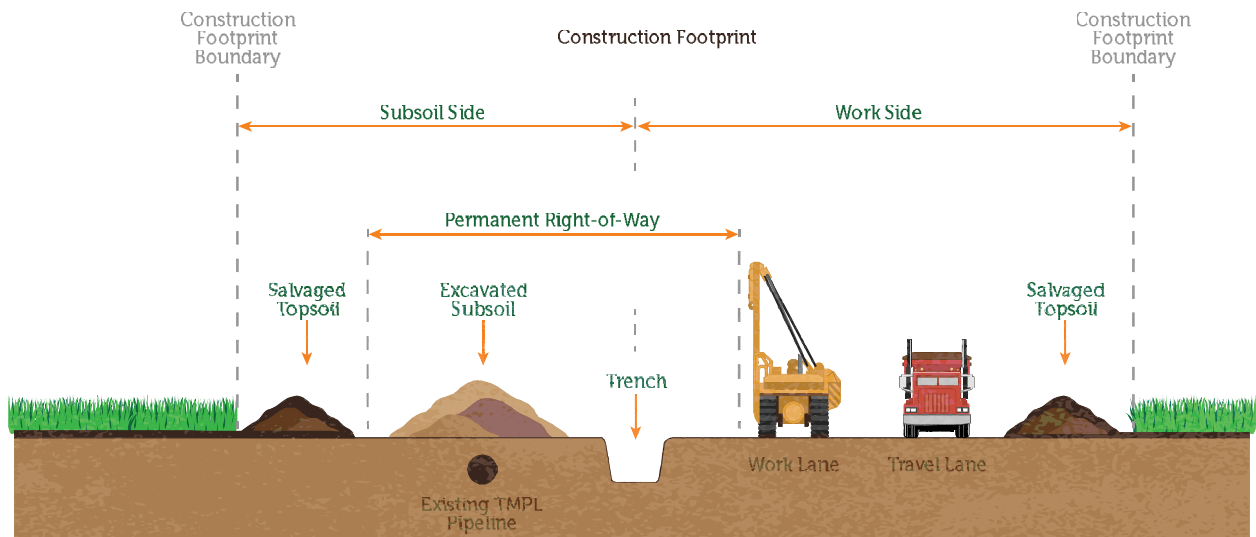 Construction
Footprint
Boundary
Construction Footprint
Construction
Footprint
Boundary
Subsoil Side
Work Side
Permanent Right-of-Way
Salvaged
Topsoil
Excavated
Subsoil
Salvaged
Topsoil
Trench
Work Lane
Travel Lane
Existing TMPL
Pipeline